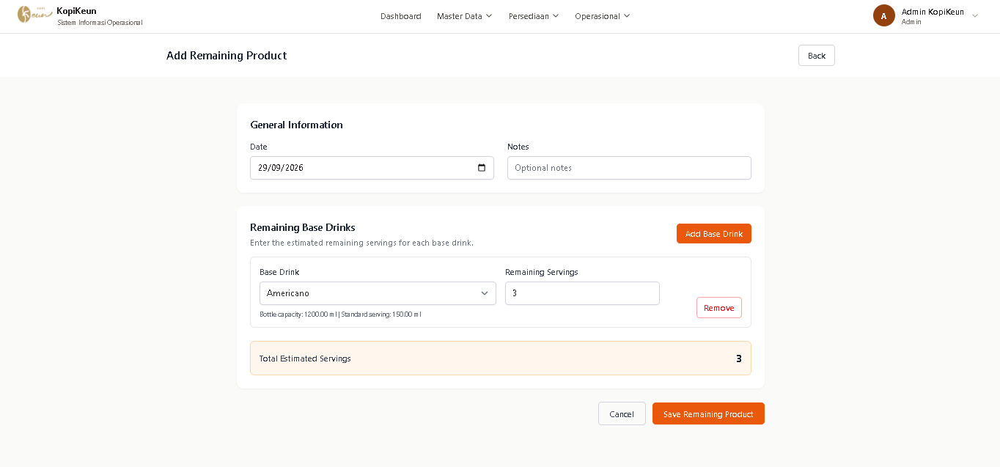 Keun
KopiKeun
Sistem Informasi Operasional
Dashboard
Master Data
Persediaan
Operasional
A
Admin KopiKeun
Admin
Add Remaining Product
Back
General Information
Date
Notes
29/09/2026
Optional notes
Remaining Base Drinks
Enter the estimated remaining servings for each base drink.
Add Base Drink
Base Drink
Remaining Servings
Americano
3
Bottle capacity: 1200.00 ml | Standard serving: 150.00 ml
Remove
Total Estimated Servings
3
Cancel
Save Remaining Product